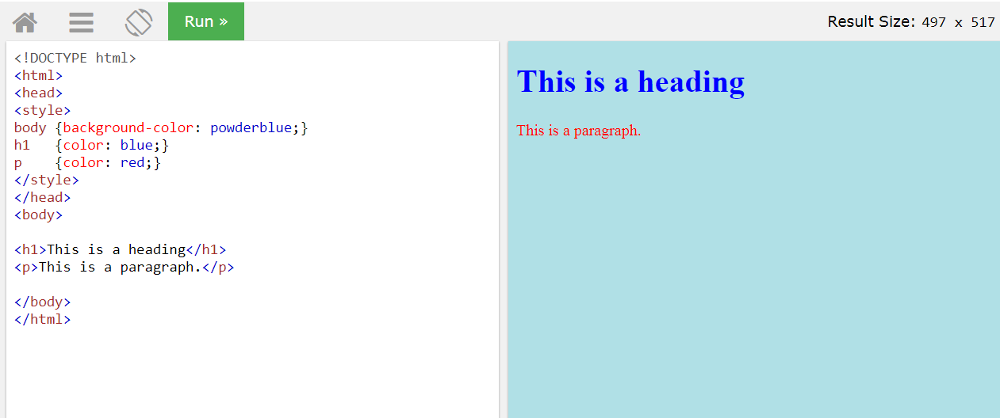 Run »
Result Size: 497 x 517
<!DOCTYPE html>
<html>
<head>
<style>
body {background-color: powderblue;}
h1   {color: blue;}
p    {color: red;}
</style>
</head>
<body>
<h1>This is a heading</h1>
<p>This is a paragraph.</p>
</body>
</html>
This is a heading
This is a paragraph.